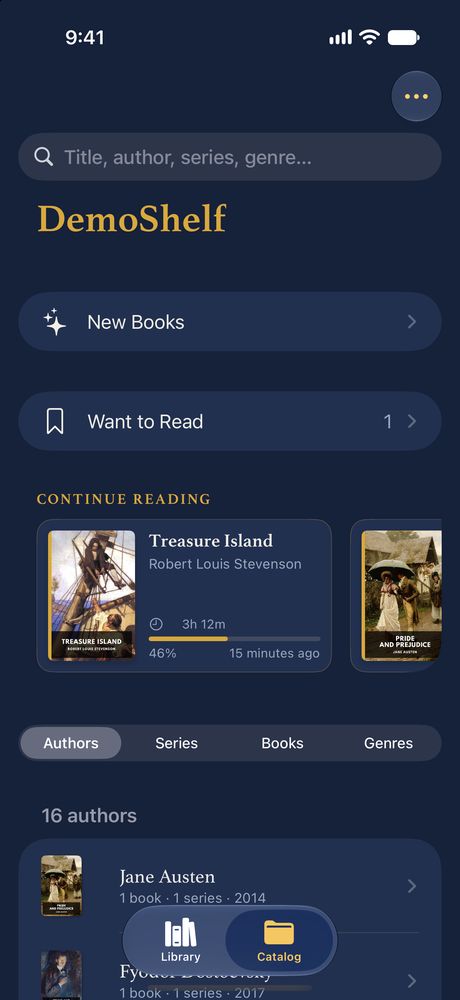 9:41
Title, author, series, genre...
DemoShelf
New Books
Want to Read 1
CONTINUE READING
Treasure Island
Robert Louis Stevenson
3h 12m
46% 15 minutes ago
TREASURE ISLAND
ROBERT LOUIS STEVENSON
PRIDE
AND PREJUDICE
JANE AUSTEN
Authors Series Books Genres
16 authors
Jane Austen
1 book · 1 series · 2014
Library Catalog
Fyodor Dostoevsky
1 book · 1 series · 2017